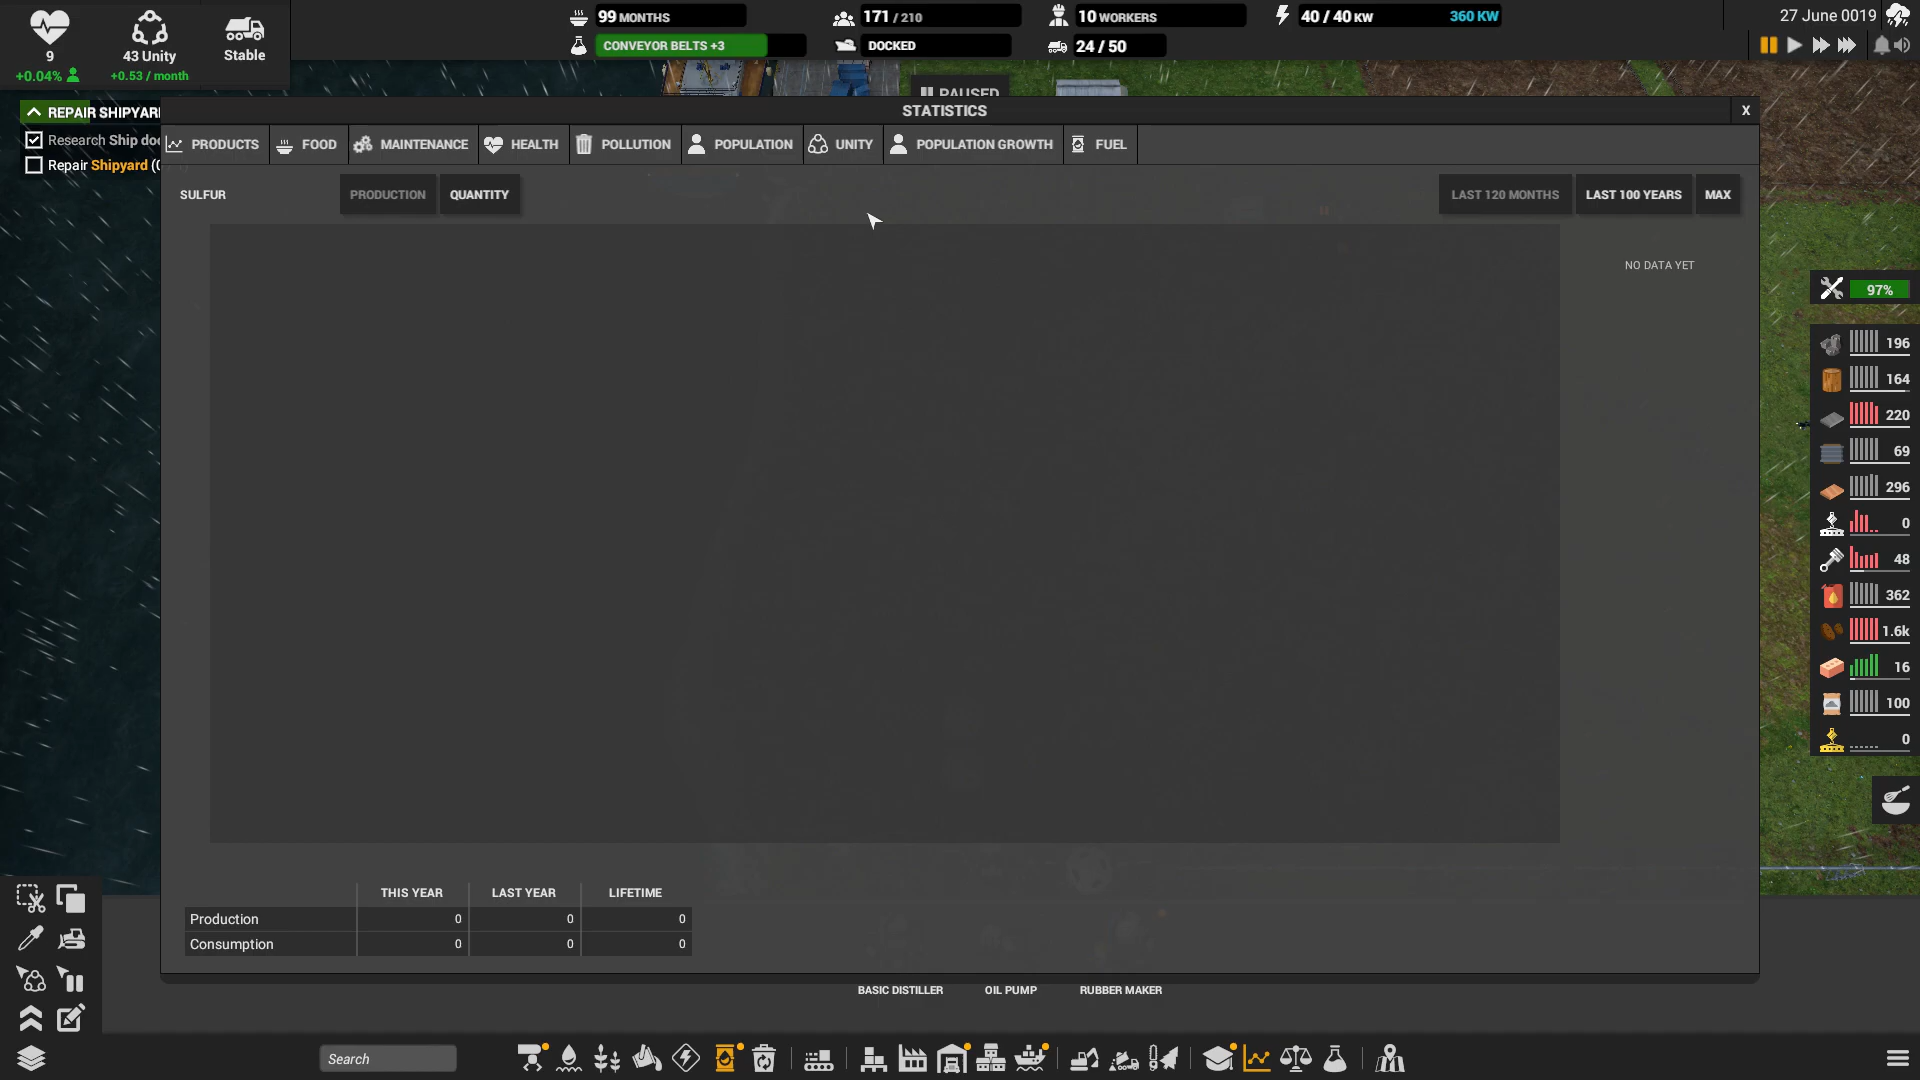 99 MONTHS
171 / 210
10 WORKERS
40 / 40 KW
360 KW
27 June 0019
9
43 Unity
Stable
+0.04%
+0.53 / month
CONVEYOR BELTS +3
DOCKED
24 / 50
PAUSED
REPAIR SHIPYARD
Research Ship doc
Repair Shipyard (
STATISTICS
X
PRODUCTS
FOOD
MAINTENANCE
HEALTH
POLLUTION
POPULATION
UNITY
POPULATION GROWTH
FUEL
SULFUR
PRODUCTION
QUANTITY
LAST 120 MONTHS
LAST 100 YEARS
MAX
NO DATA YET
97%
196
164
220
69
296
0
48
362
1.6k
16
100
0
THIS YEAR
LAST YEAR
LIFETIME
Production
0
0
0
Consumption
0
0
0
BASIC DISTILLER
OIL PUMP
RUBBER MAKER
Search